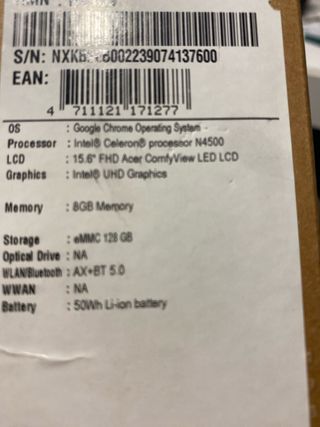 S/N: NXKB 6002239074137600
EAN:
4 711121 171277
OS : Google Chrome Operating System
Processor : Intel® Celeron® processor N4500
LCD : 15.6" FHD Acer ComfyView LED LCD
Graphics : Intel® UHD Graphics
Memory : 8GB Memory
Storage : eMMC 128 GB
Optical Drive : NA
WLAN/Bluetooth : AX+BT 5.0
WWAN : NA
Battery : 50Wh Li-ion battery